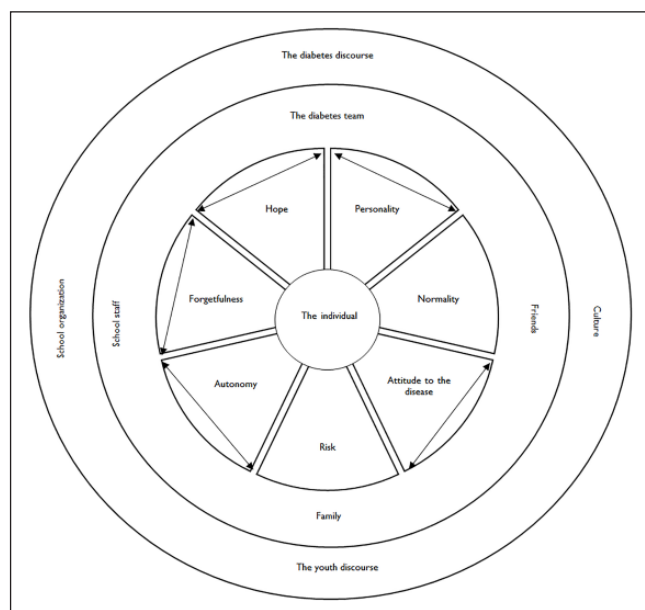 The diabetes discourse
The diabetes team
Hope
Personality
Forgetfulness
Normality
The individual
School organization
School staff
Friends
Culture
Autonomy
Attitude to the
disease
Risk
Family
The youth discourse